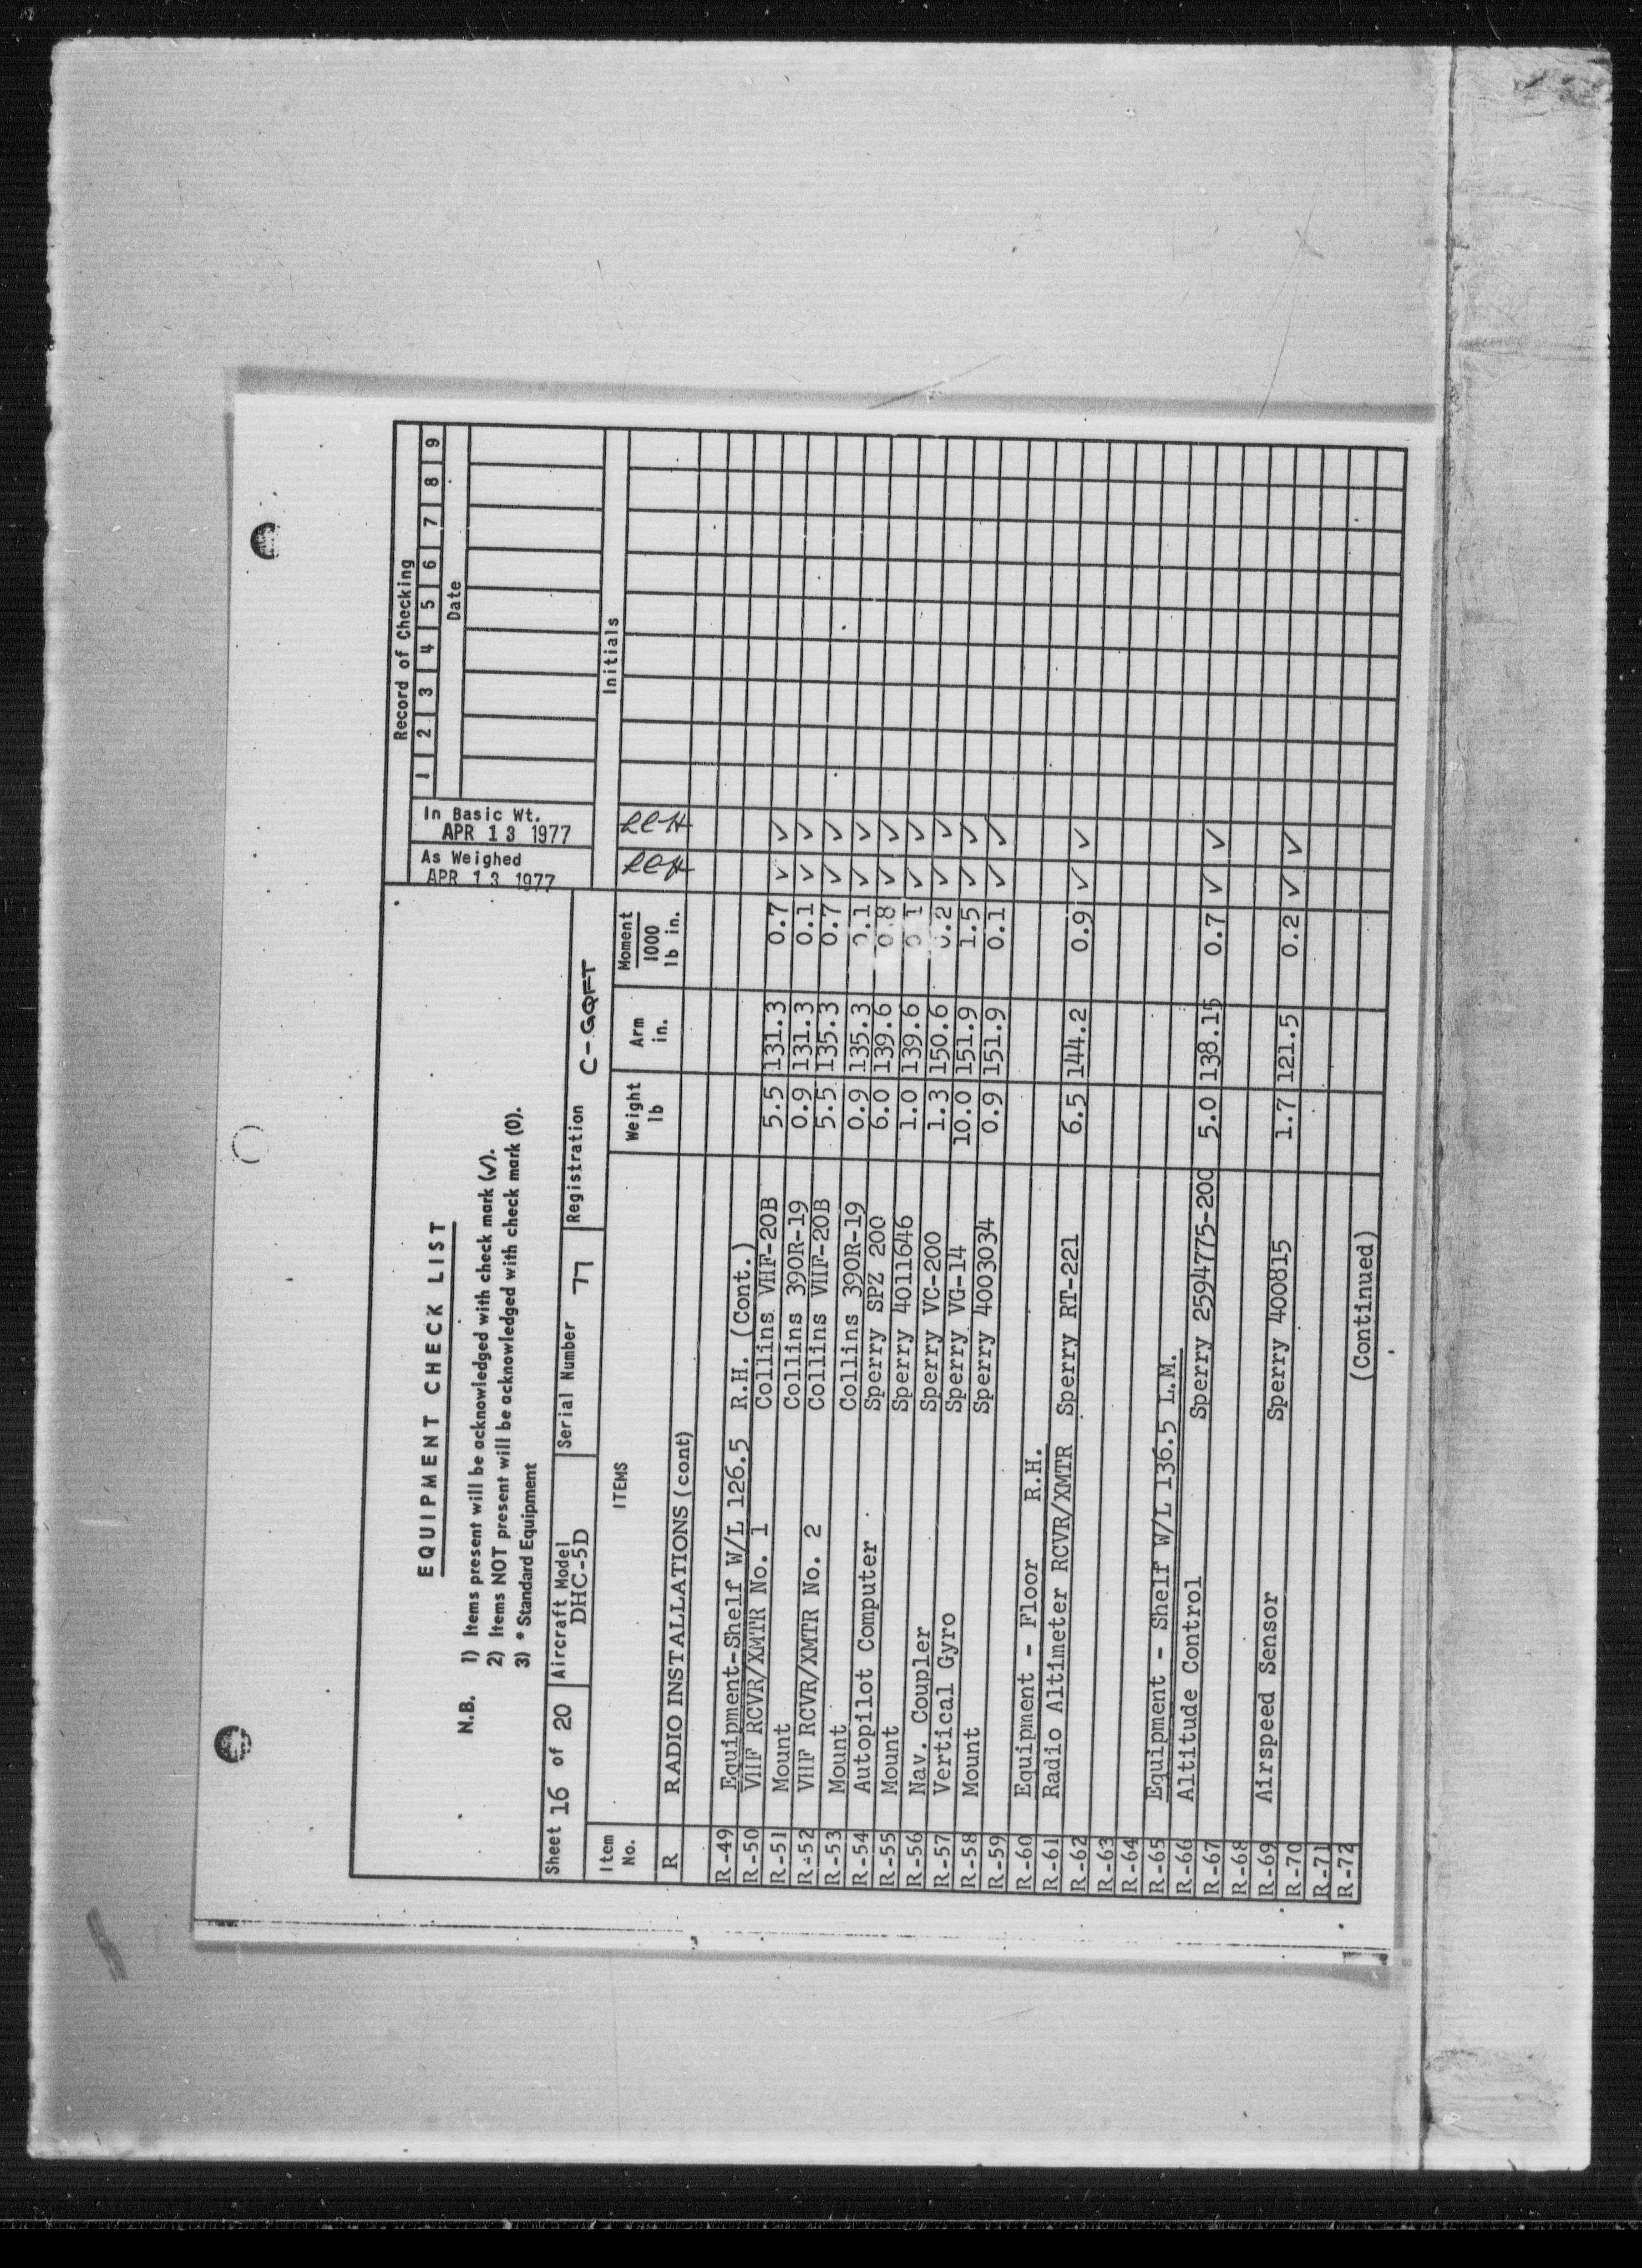 EQUIPMENT CHECK LIST
N.B. 1) Items present will be acknowledged with check mark (√).
2) Items NOT present will be acknowledged with check mark (0).
3) * Standard Equipment
Record of Checking
As Weighed APR 13 1977
In Basic Wt. APR 13 1977
1 2 3 4 5 6 7 8 9
Date
Sheet 16 of 20 Aircraft Model DHC-5D Serial Number 77 Registration C-GQFT
Item No. ITEMS Weight lb Arm in. Moment 1000 lb in. Initials
R RADIO INSTALLATIONS (cont)
R-49 Equipment-Shelf W/L 126.5 R.H. (Cont.)
R-50 VHF RCVR/XMTR No. 1 Collins VHF-20B 5.5 131.3 0.7 ✓ ✓
R-51 Mount Collins 390R-19 0.9 131.3 0.1 ✓ ✓
R-52 VHF RCVR/XMTR No. 2 Collins VHF-20B 5.5 135.3 0.7 ✓ ✓
R-53 Mount Collins 390R-19 0.9 135.3 0.1 ✓ ✓
R-54 Autopilot Computer Sperry SPZ 200 6.0 139.6 0.8 ✓ ✓
R-55 Mount Sperry 4011646 1.0 139.6 0.1 ✓ ✓
R-56 Nav. Coupler Sperry VC-200 1.3 150.6 0.2 ✓ ✓
R-57 Vertical Gyro Sperry VG-14 10.0 151.9 1.5 ✓ ✓
R-58 Mount Sperry 4003034 0.9 151.9 0.1 ✓ ✓
R-59
R-60 Equipment - Floor R.H.
R-61 Radio Altimeter RCVR/XMTR Sperry RT-221 6.5 144.2 0.9 ✓ ✓
R-62
R-63
R-64
R-65 Equipment - Shelf W/L 136.5 L.M.
R-66 Altitude Control Sperry 2594775-200 5.0 138.15 0.7 ✓ ✓
R-67
R-68
R-69 Airspeed Sensor Sperry 400815 1.7 121.5 0.2 ✓ ✓
R-70
R-71
R-72 (Continued)